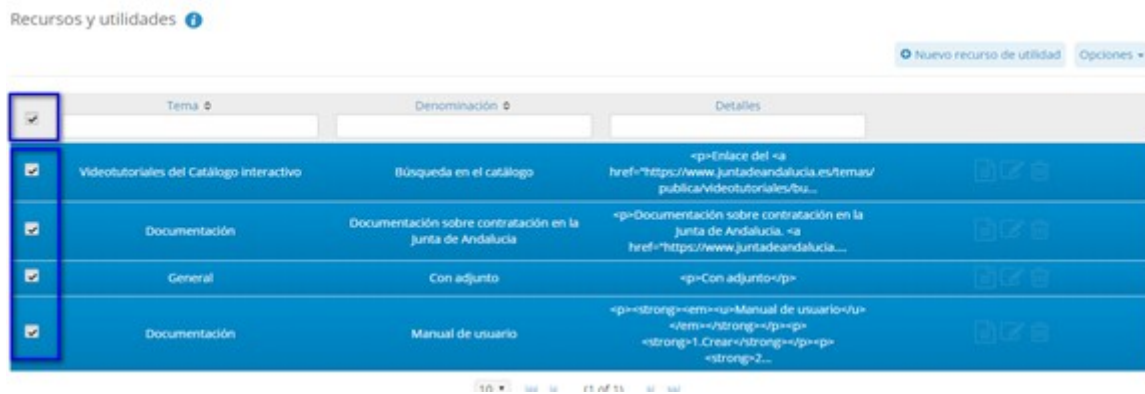 Recursos y utilidades
Nuevo recurso de utilidad Opciones
Tema Denominación Detalles
Videotutoriales del Catálogo interactivo
Búsqueda en el catálogo
<p>Enlace del <a
href="https://www.juntadeandalucia.es/temas/
publica/videotutoriales/bu...
Documentación
Documentación sobre contratación en la
Junta de Andalucia
<p>Documentación sobre contratación en la
Junta de Andalucia. <a
href="https://www.juntadeandalucia....
General
Con adjunto
<p>Con adjunto</p>
Documentación
Manual de usuario
<p><strong><em><u>Manual de usuario</u>
</em></strong></p><p>
<strong>1.Crear</strong></p><p>
<strong>2...
10 (1 of 1)